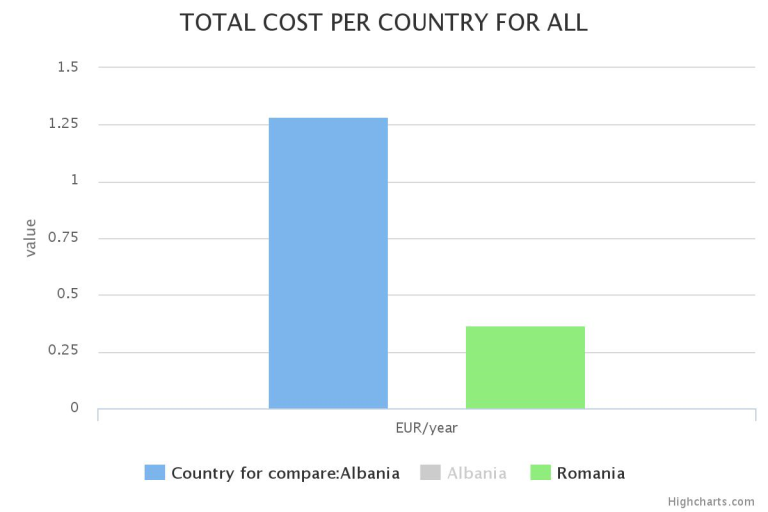 TOTAL COST PER COUNTRY FOR ALL
1.5
1.25
1
0.75
0.5
0.25
0
value
EUR/year
Country for compare:Albania
Albania
Romania
Highcharts.com